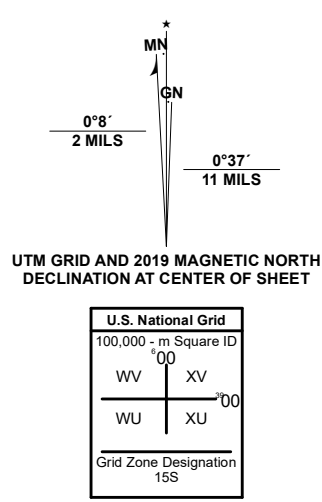 MN
GN
0°8´
2 MILS
0°37´
11 MILS
UTM GRID AND 2019 MAGNETIC NORTH
DECLINATION AT CENTER OF SHEET
U.S. National Grid
100,000 - m Square ID
⁶00
WV XV
³⁹00
WU XU
Grid Zone Designation
15S